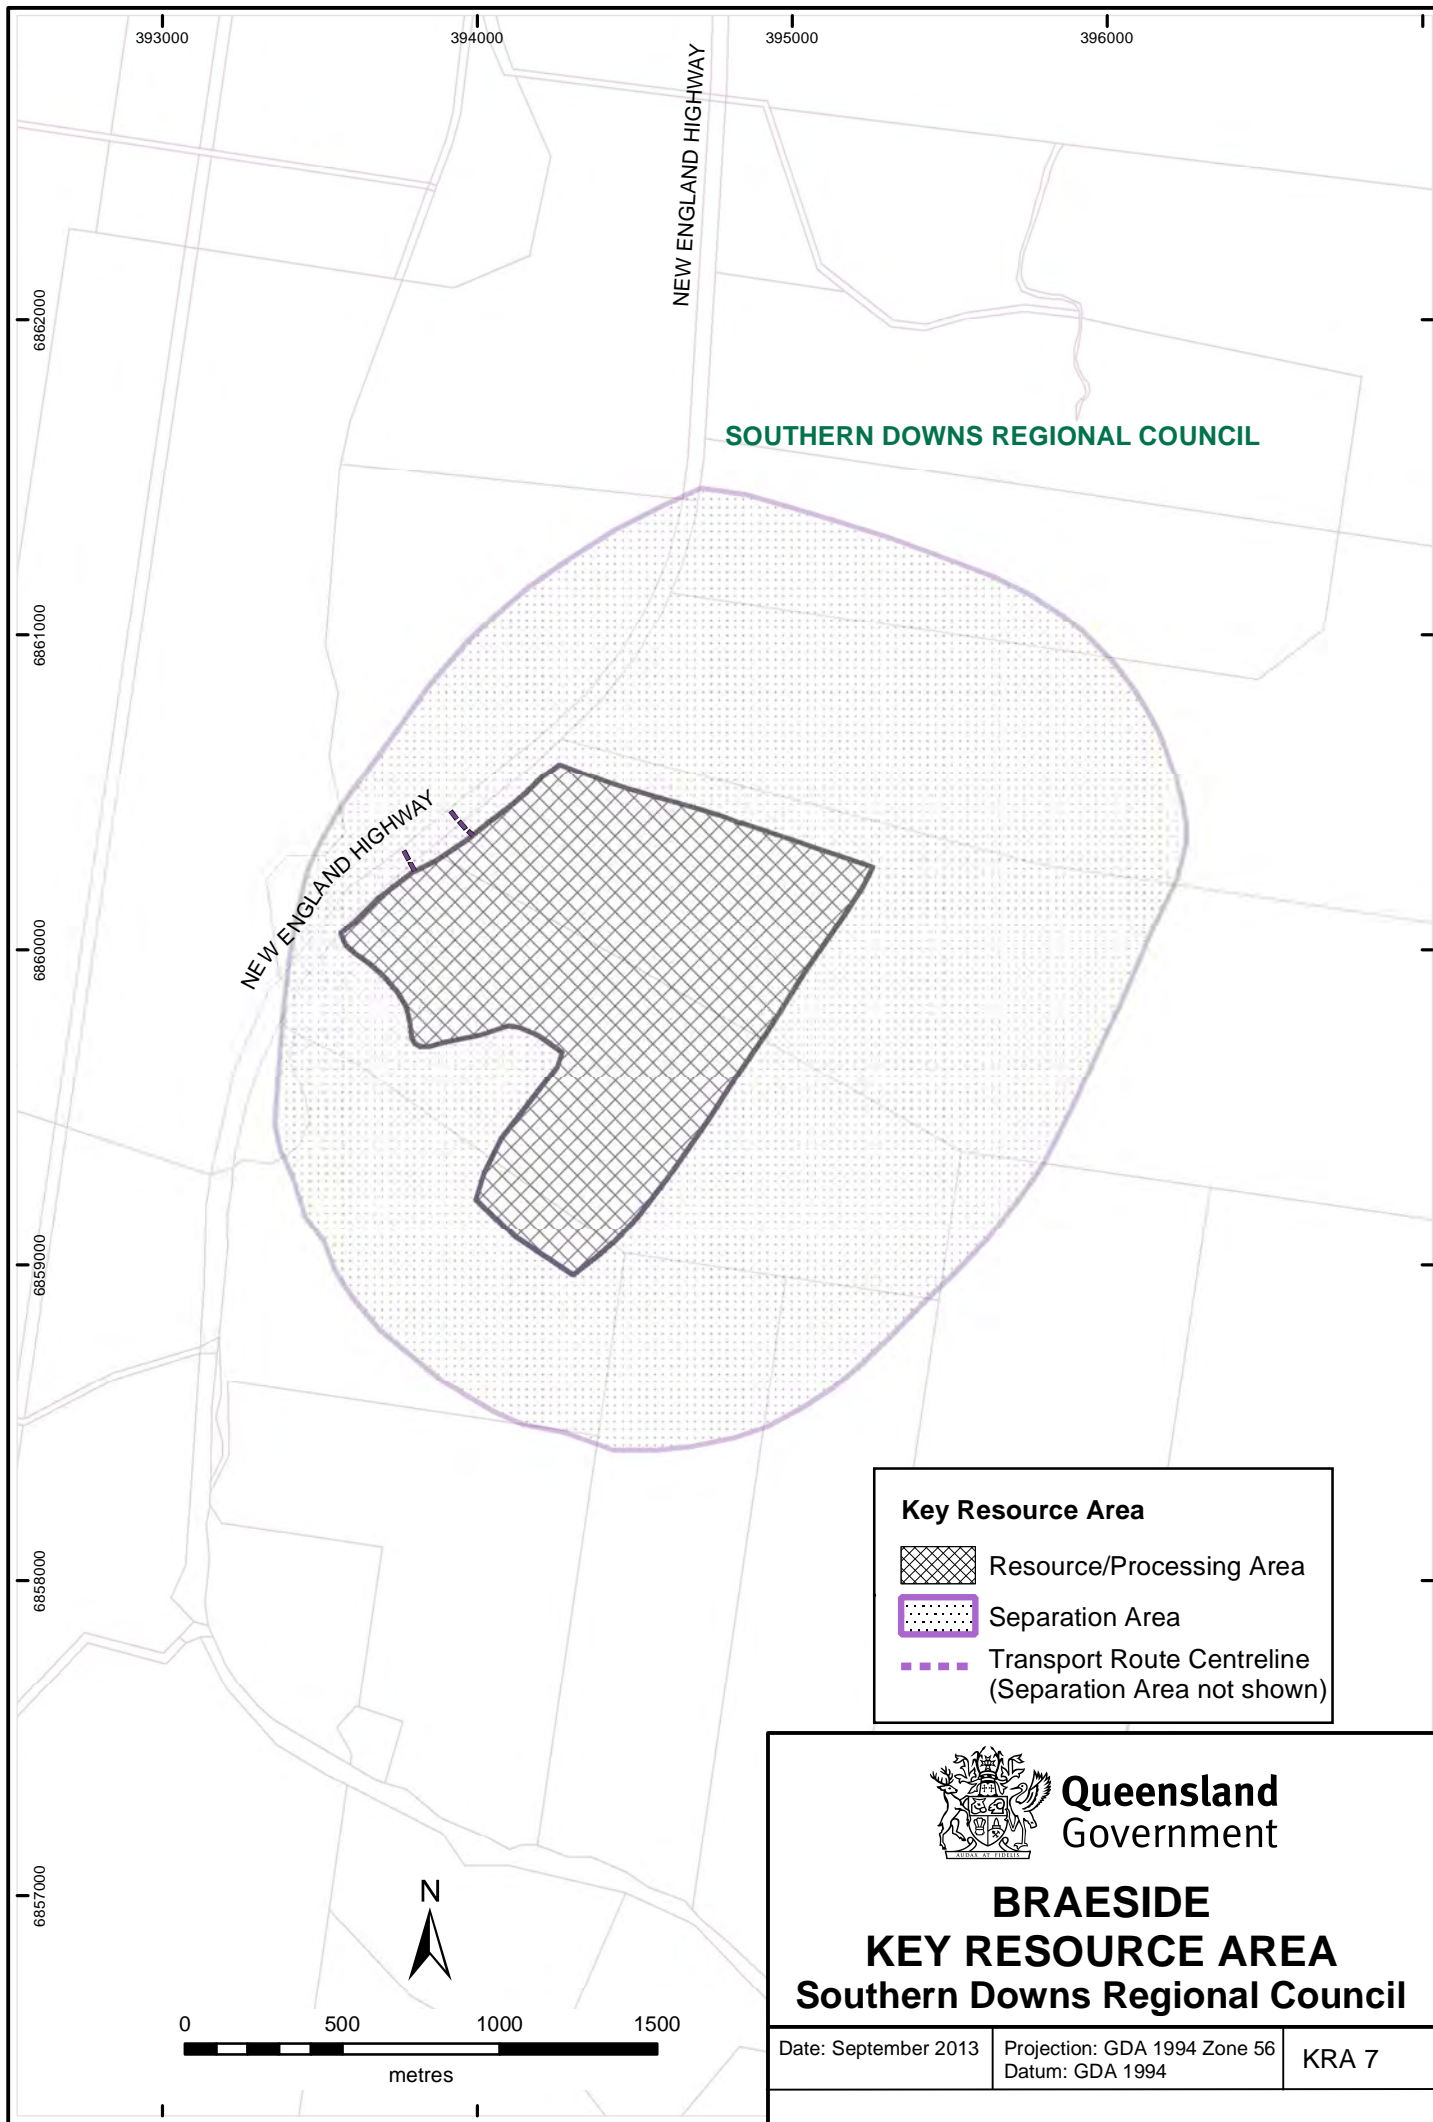 393000
394000
395000
396000
NEW ENGLAND HIGHWAY
6862000
SOUTHERN DOWNS REGIONAL COUNCIL
6861000
NEW ENGLAND HIGHWAY
6860000
6859000
6858000
6857000
Key Resource Area
Resource/Processing Area
Separation Area
Transport Route Centreline
(Separation Area not shown)
Queensland
Government
AUDAX AT FIDELIS
BRAESIDE
KEY RESOURCE AREA
Southern Downs Regional Council
Date: September 2013
Projection: GDA 1994 Zone 56
Datum: GDA 1994
KRA 7
N
0 500 1000 1500
metres